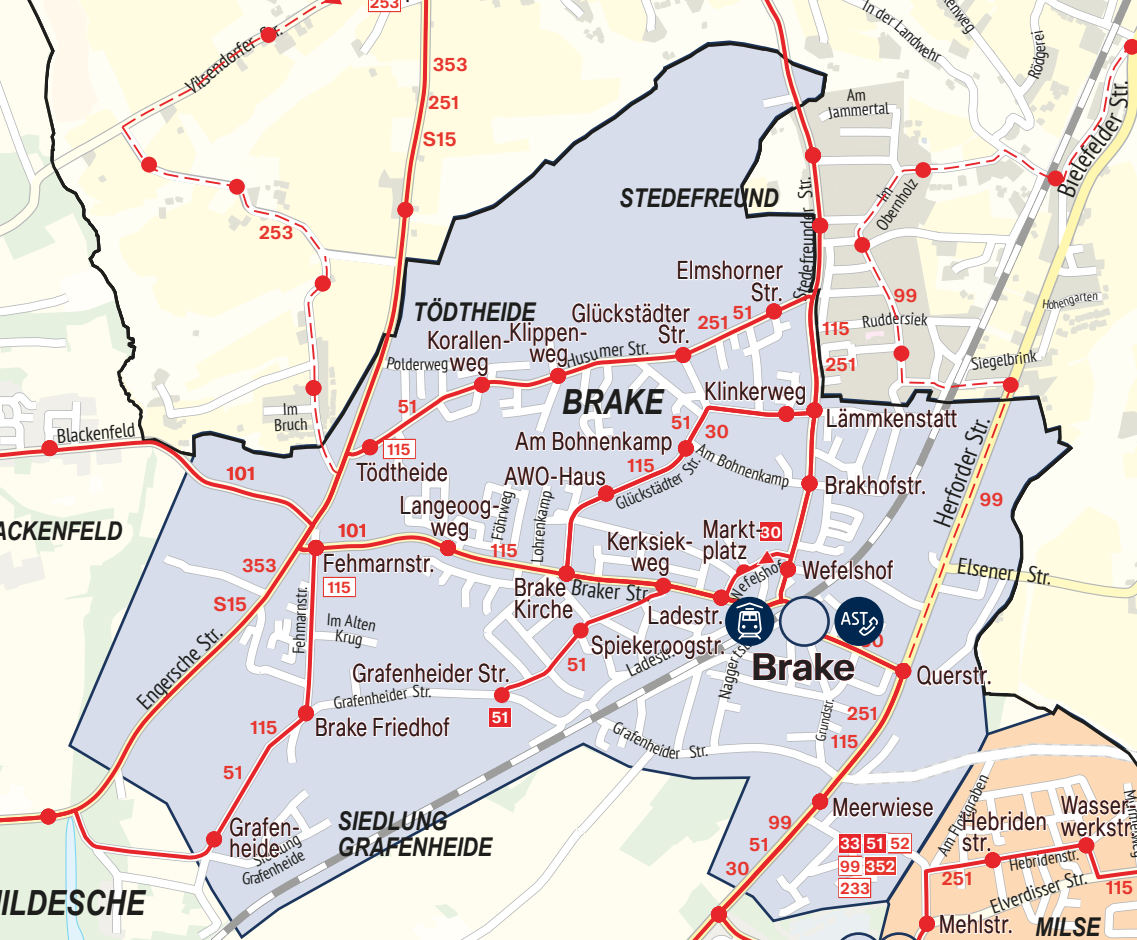 253
Vilsendorfer Str.
353
251
S15
In der Landwehr
Rödgerei
Am
Jammertal
Bielefelder Str.
253
STEDEFREUND
Im
Obernholz
Stedefreunder Str.
Elmshorner
Str.
99
Hohengarten
TÖDTHEIDE
Glückstädter
Str.
251
51
115
Ruddersiek
Korallen-
weg
Klippen-
weg
Husumer Str.
251
Siegelbrink
Polderweg
BRAKE
Klinkerweg
Im
Bruch
51
51
30
Lämmkenstatt
Blackenfeld
Am Bohnenkamp
115
Tödtheide
Am Bohnenkamp
Herforder Str.
101
115
AWO-Haus
Glückstädter Str.
Brakhofstr.
99
Langeoog-
weg
Föhrweg
Lohrenkamp
ACKENFELD
101
115
Kerksiek-
weg
Markt-
platz
30
353
Fehmarnstr.
115
Brake
Kirche
Braker Str.
Wefelshof
Elsener Str.
S15
Fehmarnstr.
Im Alten
Krug
Ladestr.
AST
Engersche Str.
Spiekeroogstr.
51
Ladestr.
Brake
Querstr.
Grafenheider Str.
Grafenheider Str.
51
Brake Friedhof
115
Grafenheider Str.
Grundstr.
251
115
51
Meerwiese
SIEDLUNG
GRAFENHEIDE
Grafen-
heide
Siedlung
Grafenheide
99
51
30
33 51 52
99 352
233
Am Flottgraben
Hebriden
str.
Wasser
werkstr.
Hebridenstr.
251
Elverdisser Str.
115
ILDESCHE
Mehlstr.
MILSE